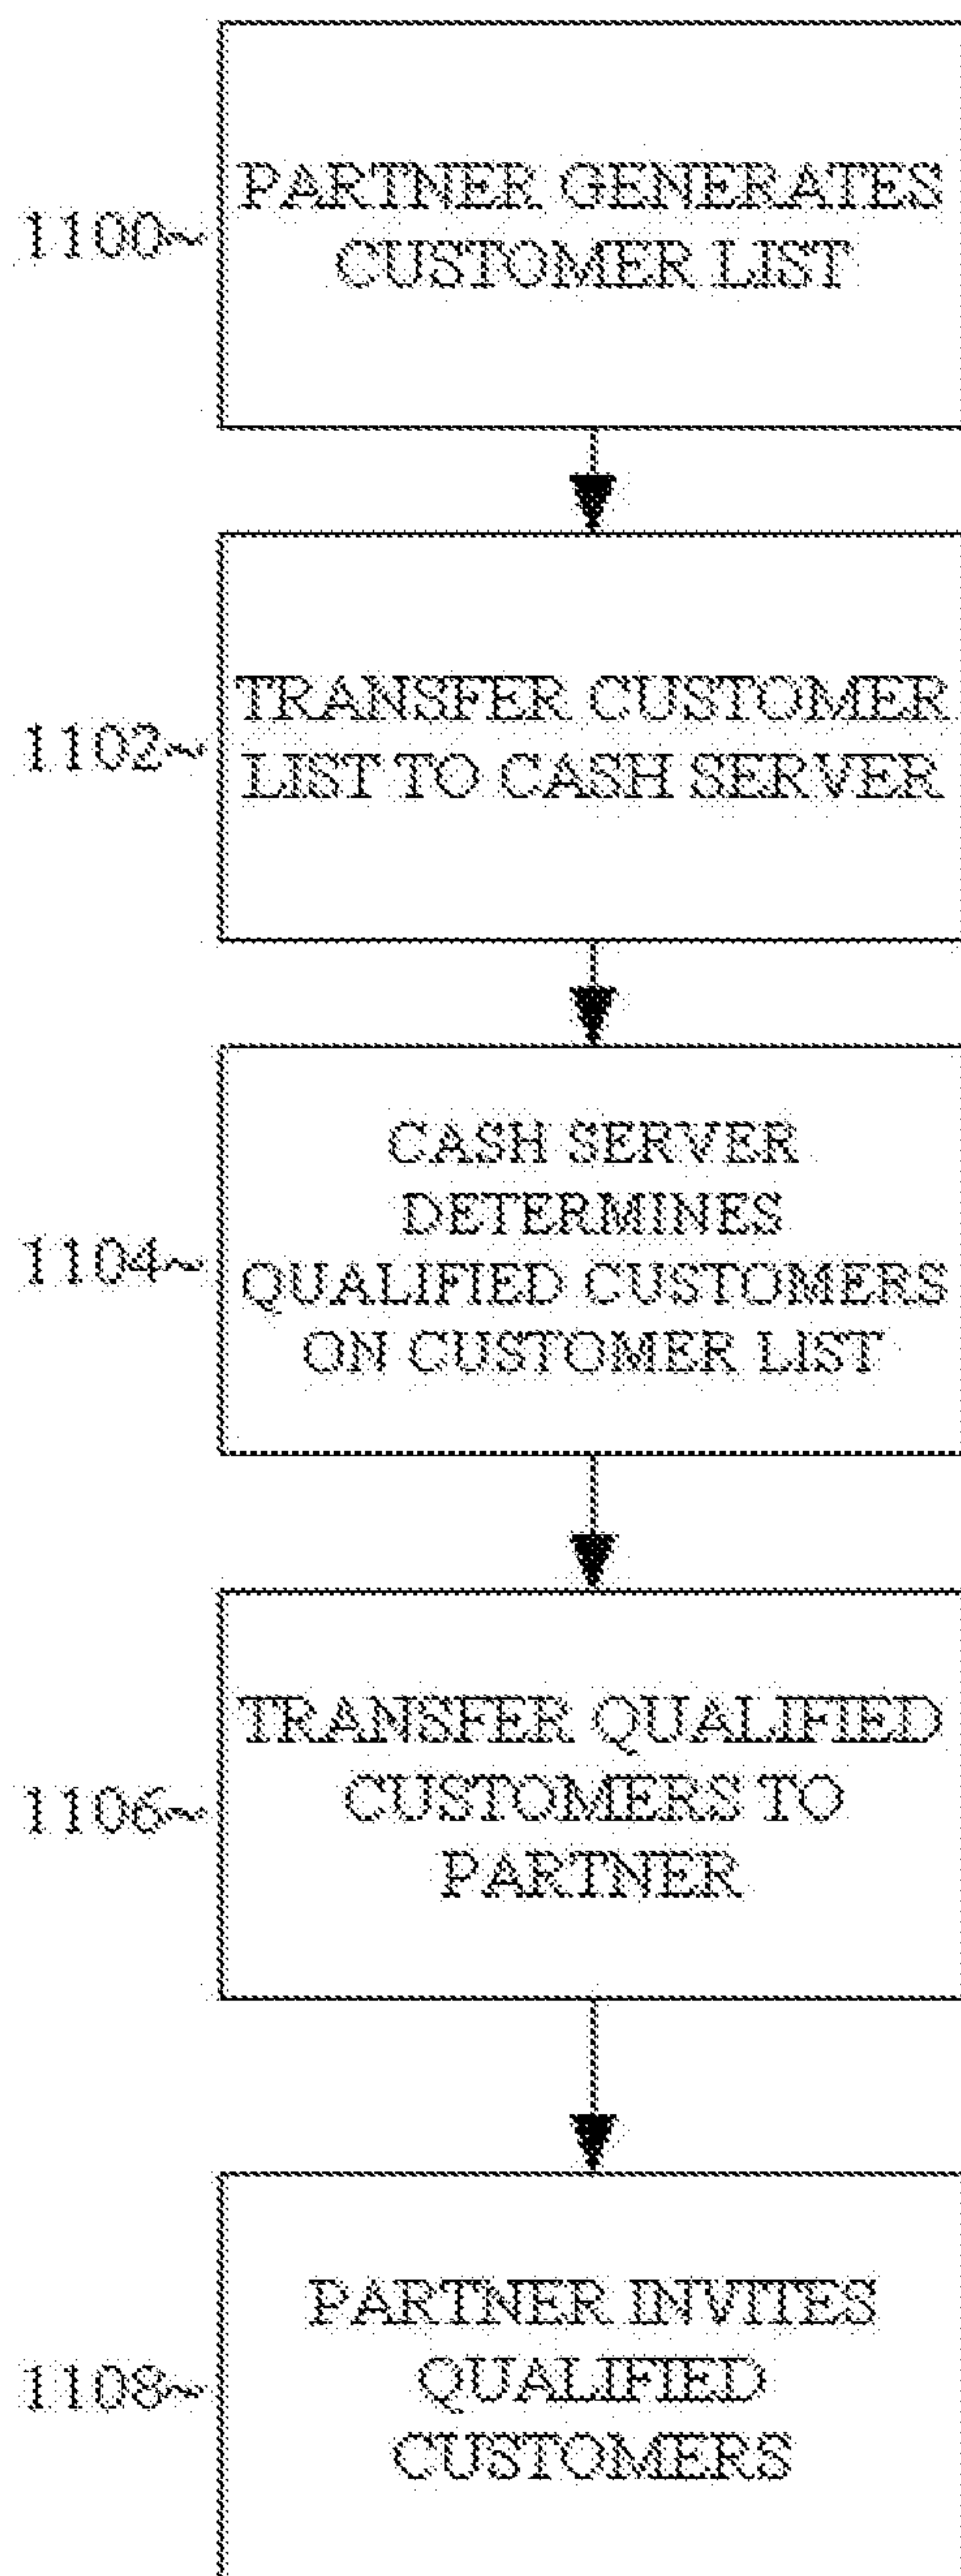 1100~
PARTNER GENERATES
CUSTOMER LIST
1102~
TRANSFER CUSTOMER
LIST TO CASH SERVER
1104~
CASH SERVER
DETERMINES
QUALIFIED CUSTOMERS
ON CUSTOMER LIST
1106~
TRANSFER QUALIFIED
CUSTOMERS TO
PARTNER
1108~
PARTNER INVITES
QUALIFIED
CUSTOMERS